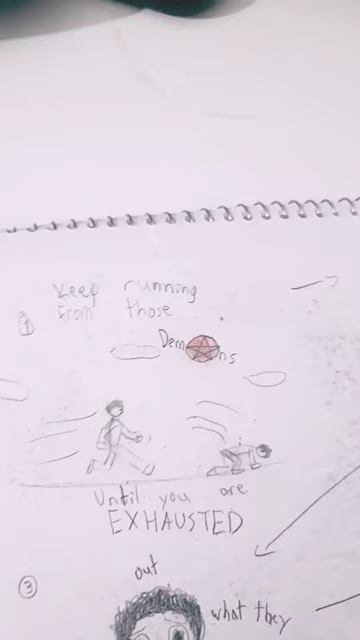 Keep running
① from those
Demons
Until you are
EXHAUSTED
③
out
what they